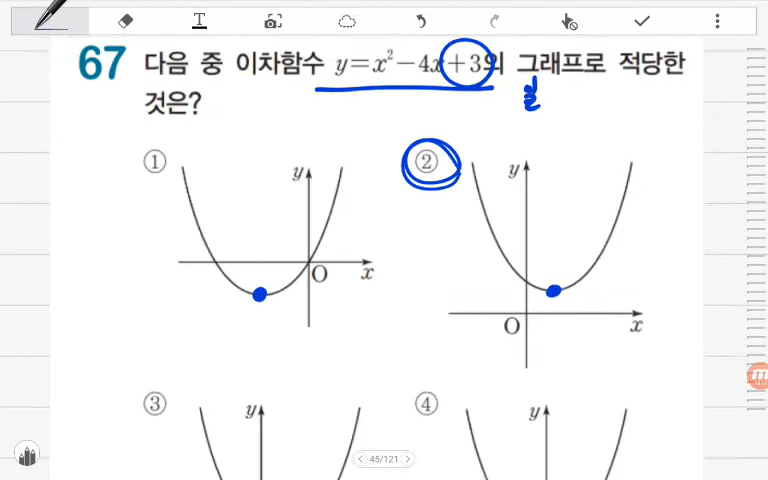 67 다음 중 이차함수 y=x²−4x+3의 그래프로 적당한
것은?
① ②
y y
O x
O x
③ ④
y y
45/121